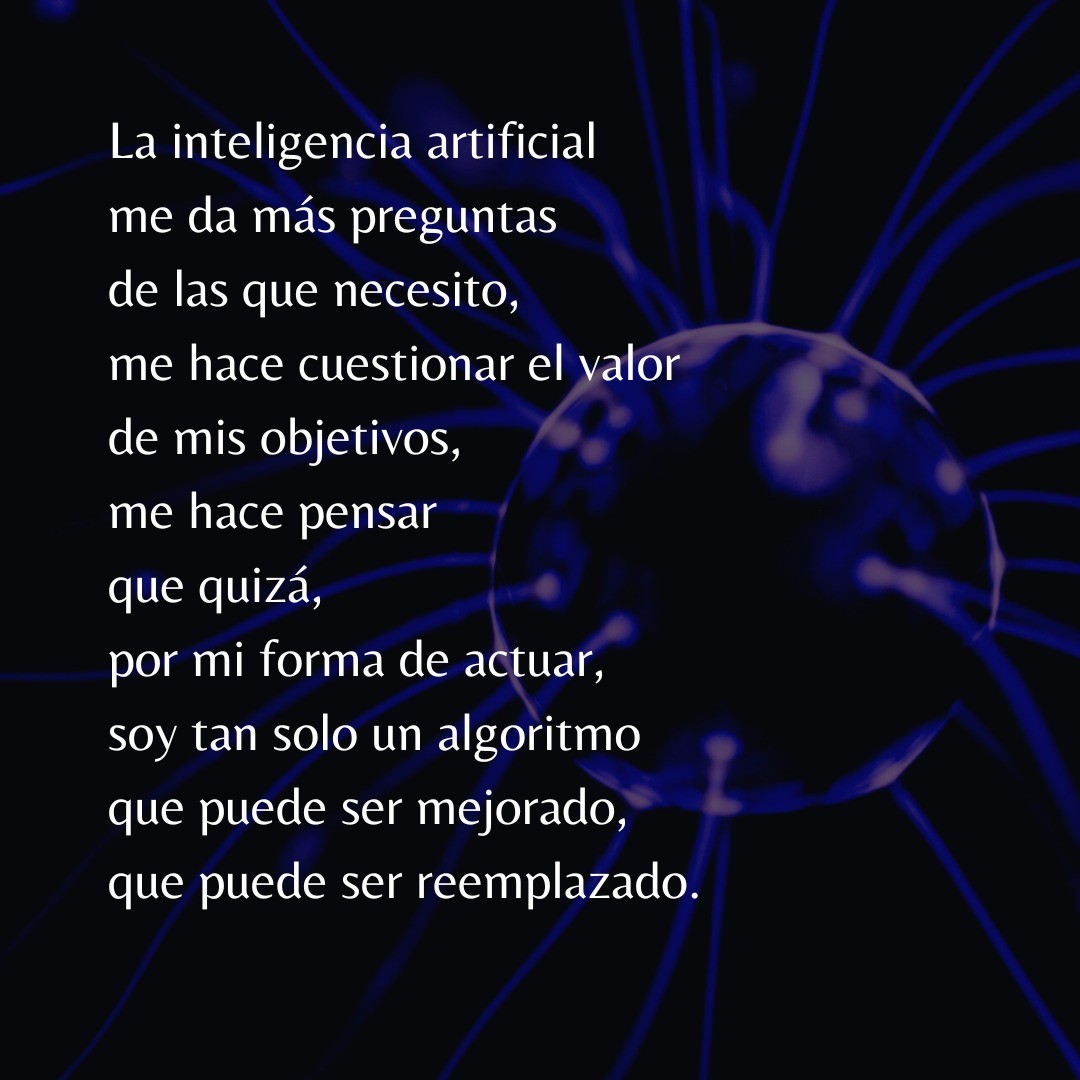 La inteligencia artificial
me da más preguntas
de las que necesito,
me hace cuestionar el valor
de mis objetivos,
me hace pensar
que quizá,
por mi forma de actuar,
soy tan solo un algoritmo
que puede ser mejorado,
que puede ser reemplazado.